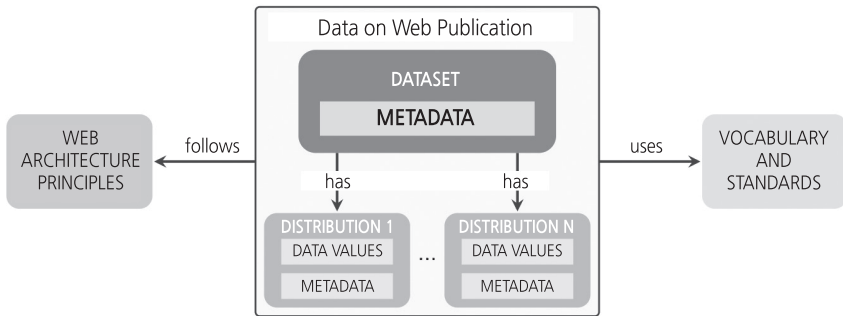 Data on Web Publication
DATASET
METADATA
WEB
ARCHITECTURE
PRINCIPLES
follows
uses
VOCABULARY
AND
STANDARDS
has
has
DISTRIBUTION 1
DATA VALUES
METADATA
...
DISTRIBUTION N
DATA VALUES
METADATA